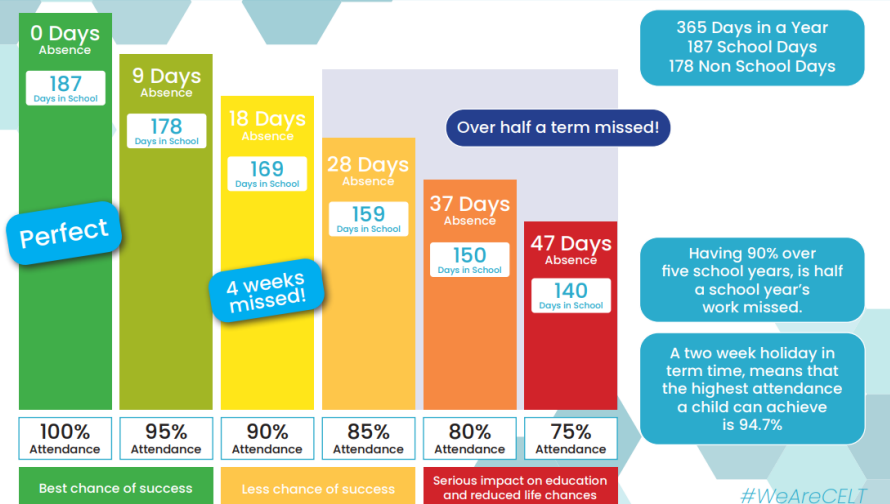 0 Days
Absence
187
Days in School
9 Days
Absence
178
Days in School
18 Days
Absence
169
Days in School
28 Days
Absence
159
Days in School
37 Days
Absence
150
Days in School
47 Days
Absence
140
Days in School
Perfect
4 weeks
missed!
Over half a term missed!
100%
Attendance
95%
Attendance
90%
Attendance
85%
Attendance
80%
Attendance
75%
Attendance
Best chance of success
Less chance of success
Serious impact on education
and reduced life chances
365 Days in a Year
187 School Days
178 Non School Days
Having 90% over
five school years, is half
a school year's
work missed.
A two week holiday in
term time, means that
the highest attendance
a child can achieve
is 94.7%
#WeAreCELT